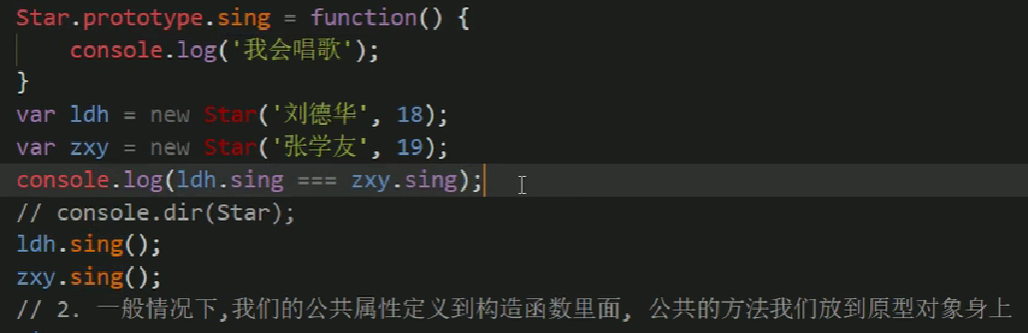 Star.prototype.sing = function() {
    console.log('我会唱歌');
}
var ldh = new Star('刘德华', 18);
var zxy = new Star('张学友', 19);
console.log(ldh.sing === zxy.sing);
// console.dir(Star);
ldh.sing();
zxy.sing();
// 2. 一般情况下,我们的公共属性定义到构造函数里面, 公共的方法我们放到原型对象身上